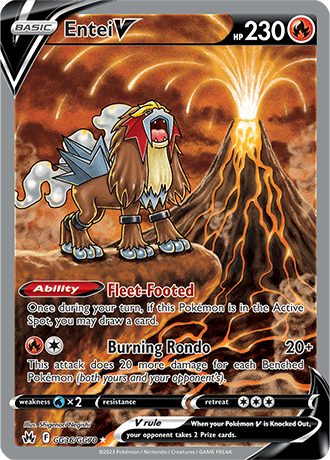 BASIC Entei V HP 230
Ability Fleet-Footed
Once during your turn, if this Pokémon is in the Active
Spot, you may draw a card.
Burning Rondo 20+
This attack does 20 more damage for each Benched
Pokémon (both yours and your opponent's).
weakness ×2 resistance retreat
Illus. Shigenori Negishi
V rule When your Pokémon V is Knocked Out,
your opponent takes 2 Prize cards.
F GG36/GG70
©2023 Pokémon / Nintendo / Creatures / GAME FREAK